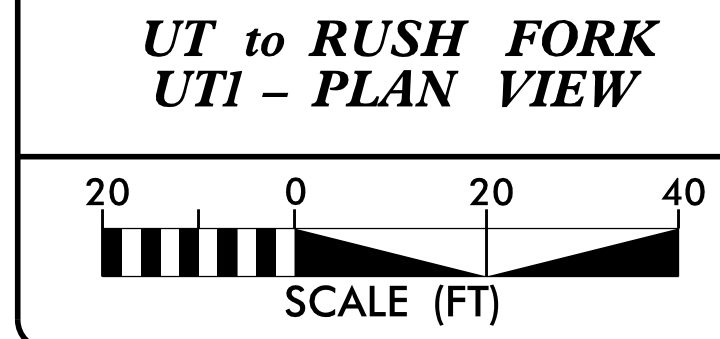 UT to RUSH FORK
UT1 – PLAN VIEW
20 0 20 40
SCALE (FT)